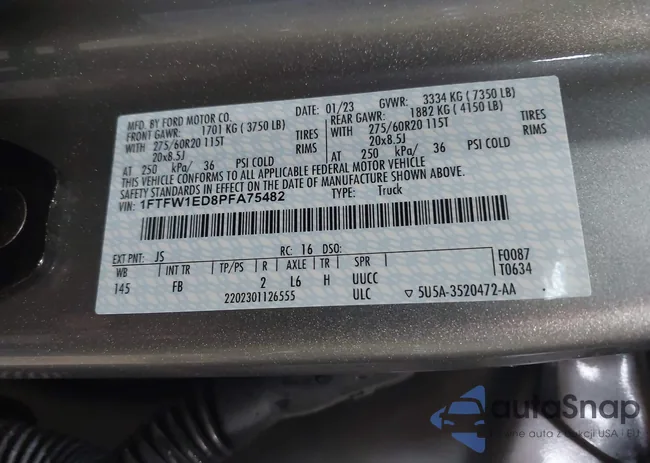 MFD. BY FORD MOTOR CO.
DATE: 01/23 GVWR: 3334 KG ( 7350 LB)
FRONT GAWR: 1701 KG ( 3750 LB) REAR GAWR: 1882 KG ( 4150 LB)
WITH 275/60R20 115T TIRES WITH 275/60R20 115T TIRES
20x8.5J RIMS 20x8.5J RIMS
AT 250 kPa/ 36 PSI COLD AT 250 kPa/ 36 PSI COLD
THIS VEHICLE CONFORMS TO ALL APPLICABLE FEDERAL MOTOR VEHICLE
SAFETY STANDARDS IN EFFECT ON THE DATE OF MANUFACTURE SHOWN ABOVE.
VIN: 1FTFW1ED8PFA75482 TYPE: Truck
EXT PNT: JS RC: 16 DSO: F0087
WB INT TR TP/PS R AXLE TR SPR T0634
145 FB 2 L6 H UUCC
2202301126555 ULC ▽ 5U5A-3520472-AA
autoSnap
z aukcji USA i EU